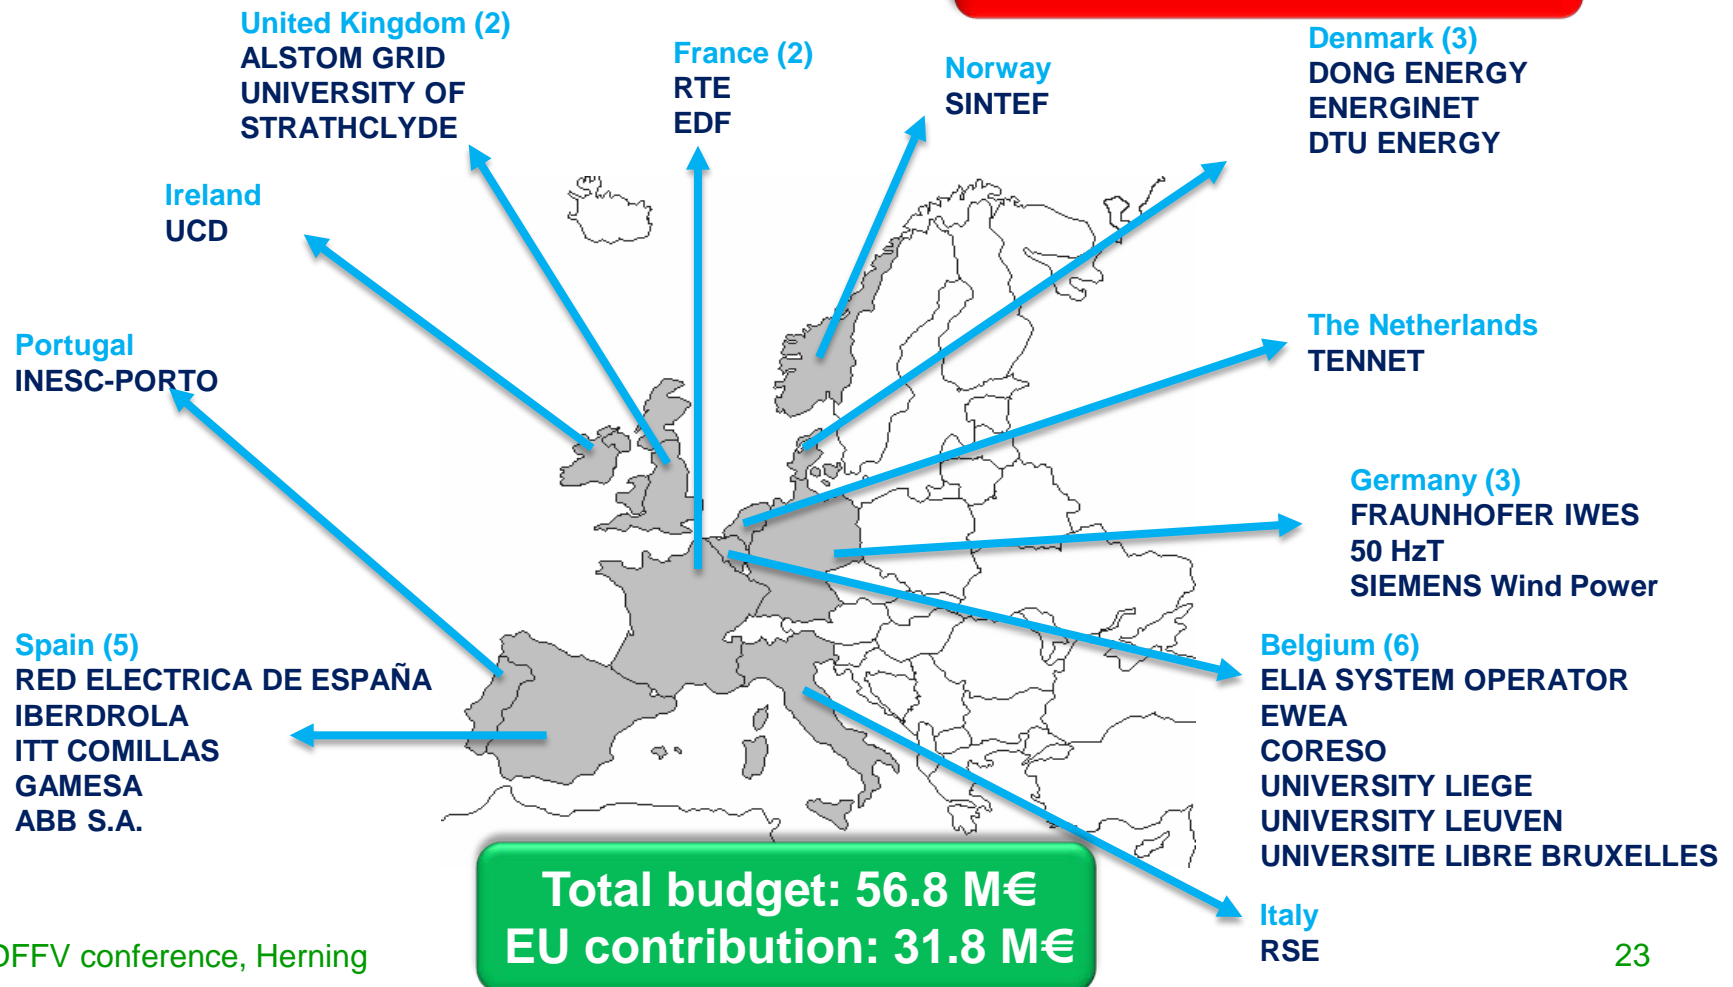 United Kingdom (2)
ALSTOM GRID
UNIVERSITY OF
STRATHCLYDE
France (2)
RTE
EDF
Norway
SINTEF
Denmark (3)
DONG ENERGY
ENERGINET
DTU ENERGY
Ireland
UCD
Portugal
INESC-PORTO
The Netherlands
TENNET
Germany (3)
FRAUNHOFER IWES
50 HzT
SIEMENS Wind Power
Spain (5)
RED ELECTRICA DE ESPAÑA
IBERDROLA
ITT COMILLAS
GAMESA
ABB S.A.
Belgium (6)
ELIA SYSTEM OPERATOR
EWEA
CORESO
UNIVERSITY LIEGE
UNIVERSITY LEUVEN
UNIVERSITE LIBRE BRUXELLES
Italy
RSE
Total budget: 56.8 M€
EU contribution: 31.8 M€
conference, Herning
23